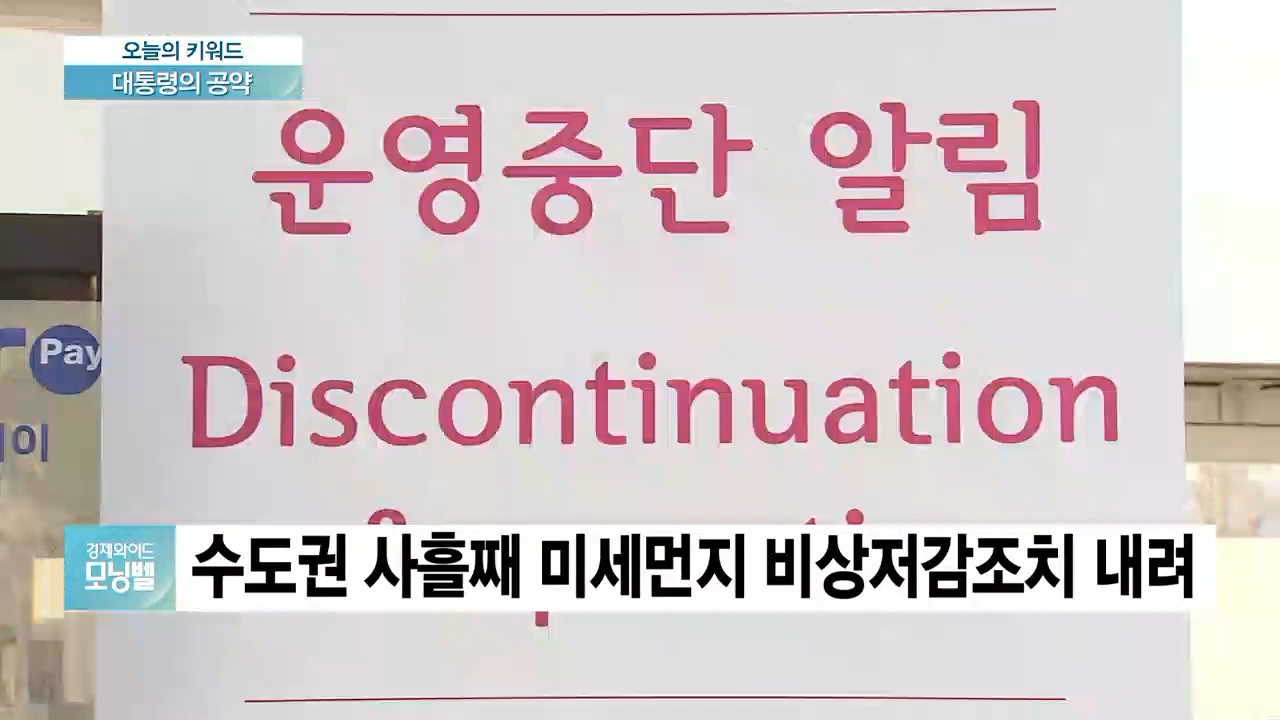 오늘의 키워드
대통령의 공약
운영중단 알림
Pay
이
Discontinuation
경제와이드
모닝벨
수도권 사흘째 미세먼지 비상저감조치 내려